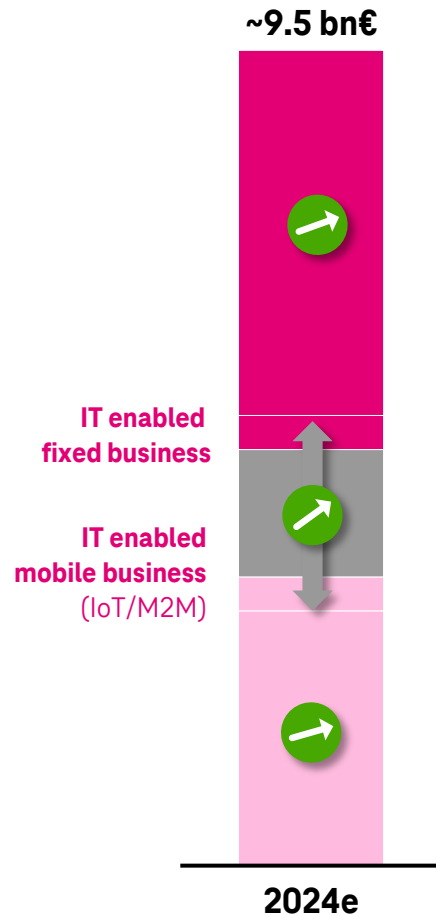 ~9.5 bn€
IT enabled
fixed business
IT enabled
mobile business
(IoT/M2M)
2024e